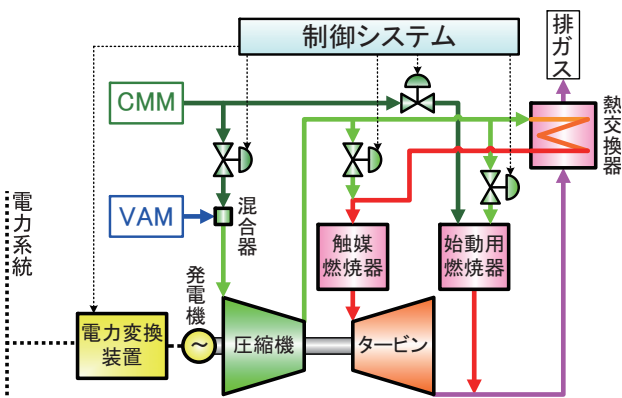 制御システム
排ガス
CMM
熱交換器
電力系統
VAM
混合器
触媒
燃焼器
始動用
燃焼器
発電機
電力変換
装置
~
圧縮機
タービン